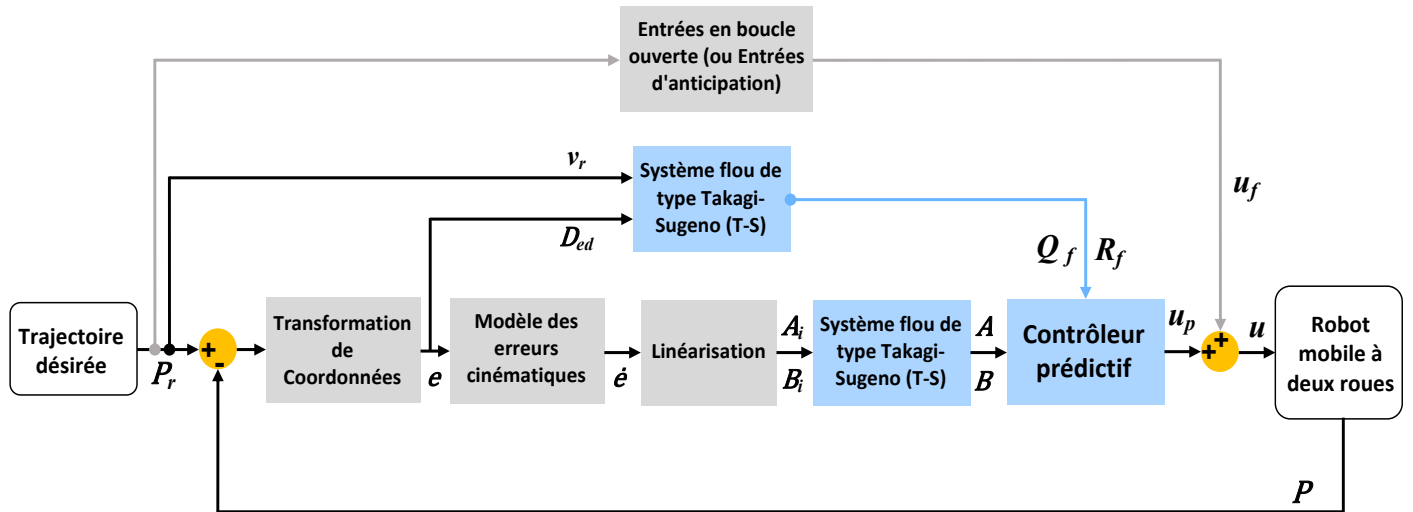 Entrées en boucle
ouverte (ou Entrées
d'anticipation)
v_r
Système flou de
type Takagi-
Sugeno (T-S)
D_ed
u_f
Q_f R_f
Trajectoire
désirée
P_r
+
-
Transformation
de
Coordonnées
e
Modèle des
erreurs
cinématiques
ė
Linéarisation
A_i
B_i
Système flou de
type Takagi-
Sugeno (T-S)
A
B
Contrôleur
prédictif
u_p
+
+
u
Robot
mobile à
deux roues
P